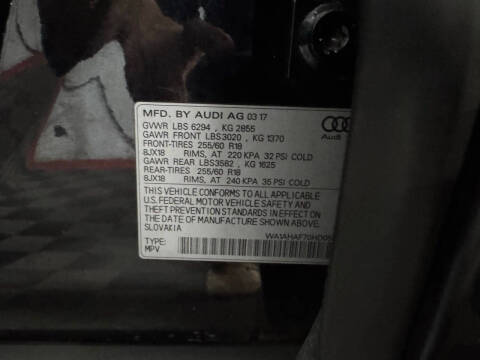 MFD. BY AUDI AG 03 17
GVWR LBS 6294 , KG 2855
GAWR FRONT LBS3020 , KG 1370
FRONT-TIRES 255/60 R18
8JX18 RIMS, AT 220 KPA 32 PSI COLD
GAWR REAR LBS3582 , KG 1625
REAR-TIRES 255/60 R18
8JX18 RIMS, AT 240 KPA 35 PSI COLD
Audi
THIS VEHICLE CONFORMS TO ALL APPLICABLE
U.S. FEDERAL MOTOR VEHICLE SAFETY AND
THEFT PREVENTION STANDARDS IN EFFECT ON
THE DATE OF MANUFACTURE SHOWN ABOVE.
SLOVAKIA
TYPE:
MPV